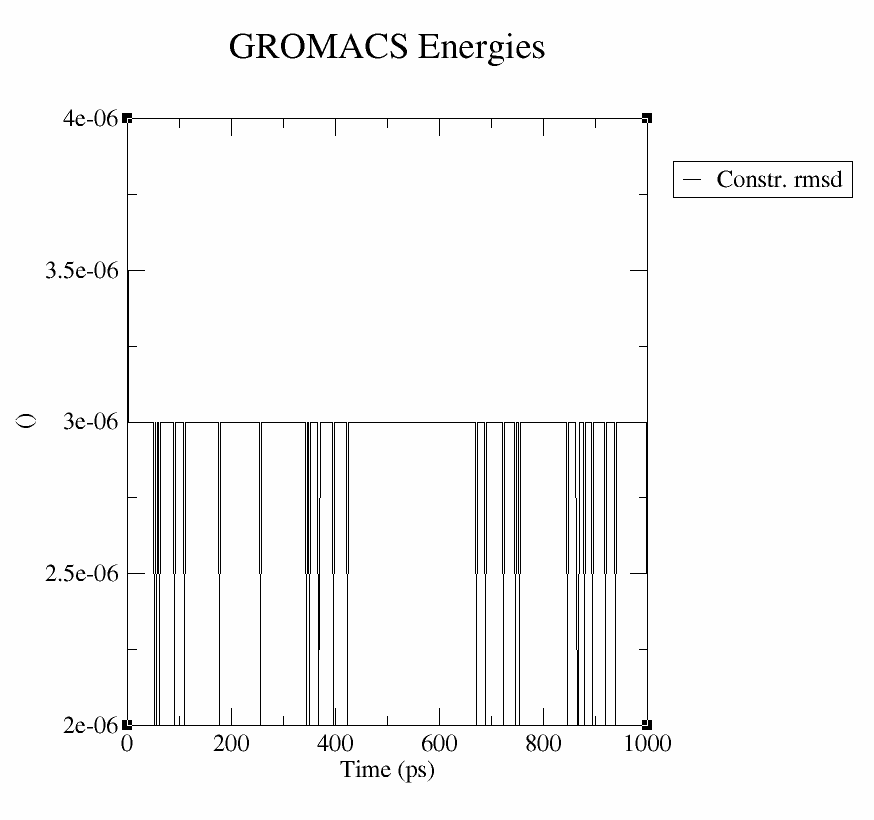 GROMACS Energies
4e-06
Constr. rmsd
3.5e-06
()
3e-06
2.5e-06
2e-06
0 200 400 600 800 1000
Time (ps)